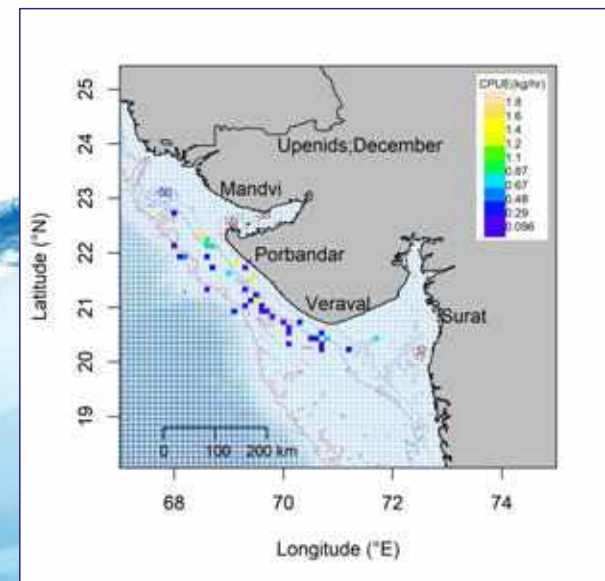 CPUE(kg/hr)
1.8
1.6
1.4
1.2
1.1
0.87
0.67
0.48
0.29
0.096
Upenids;December
Mandvi
Porbandar
Veraval
Surat
-50
0 100 200 km
25
24
23
22
21
20
19
Latitude (°N)
68 70 72 74
Longitude (°E)